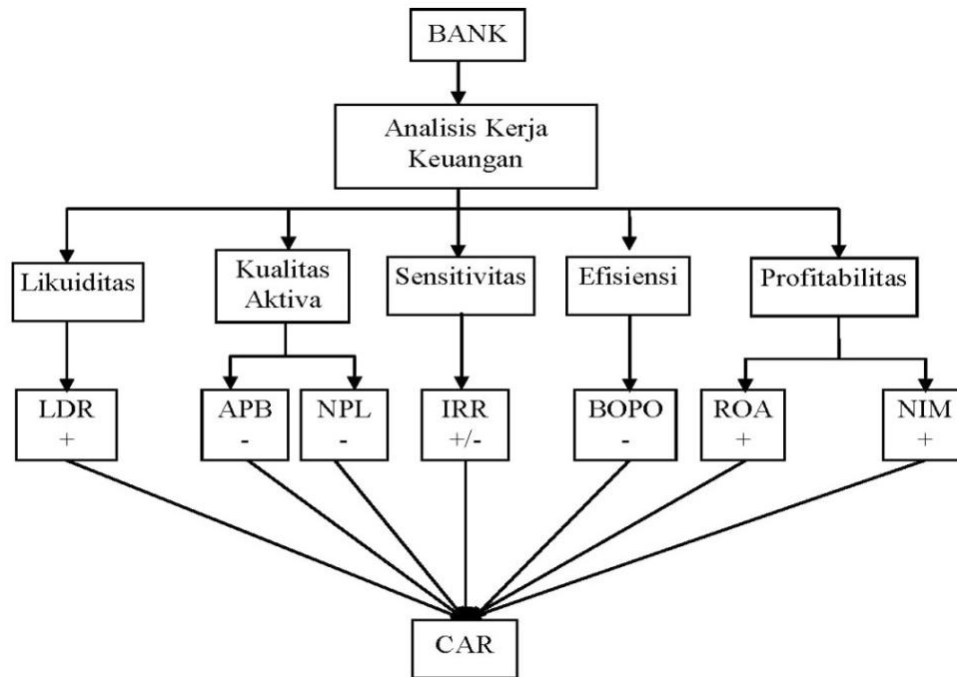 BANK
Analisis Kerja
Keuangan
Likuiditas
Kualitas
Aktiva
Sensitivitas
Efisiensi
Profitabilitas
LDR
+
APB
-
NPL
-
IRR
+/-
BOPO
-
ROA
+
NIM
+
CAR